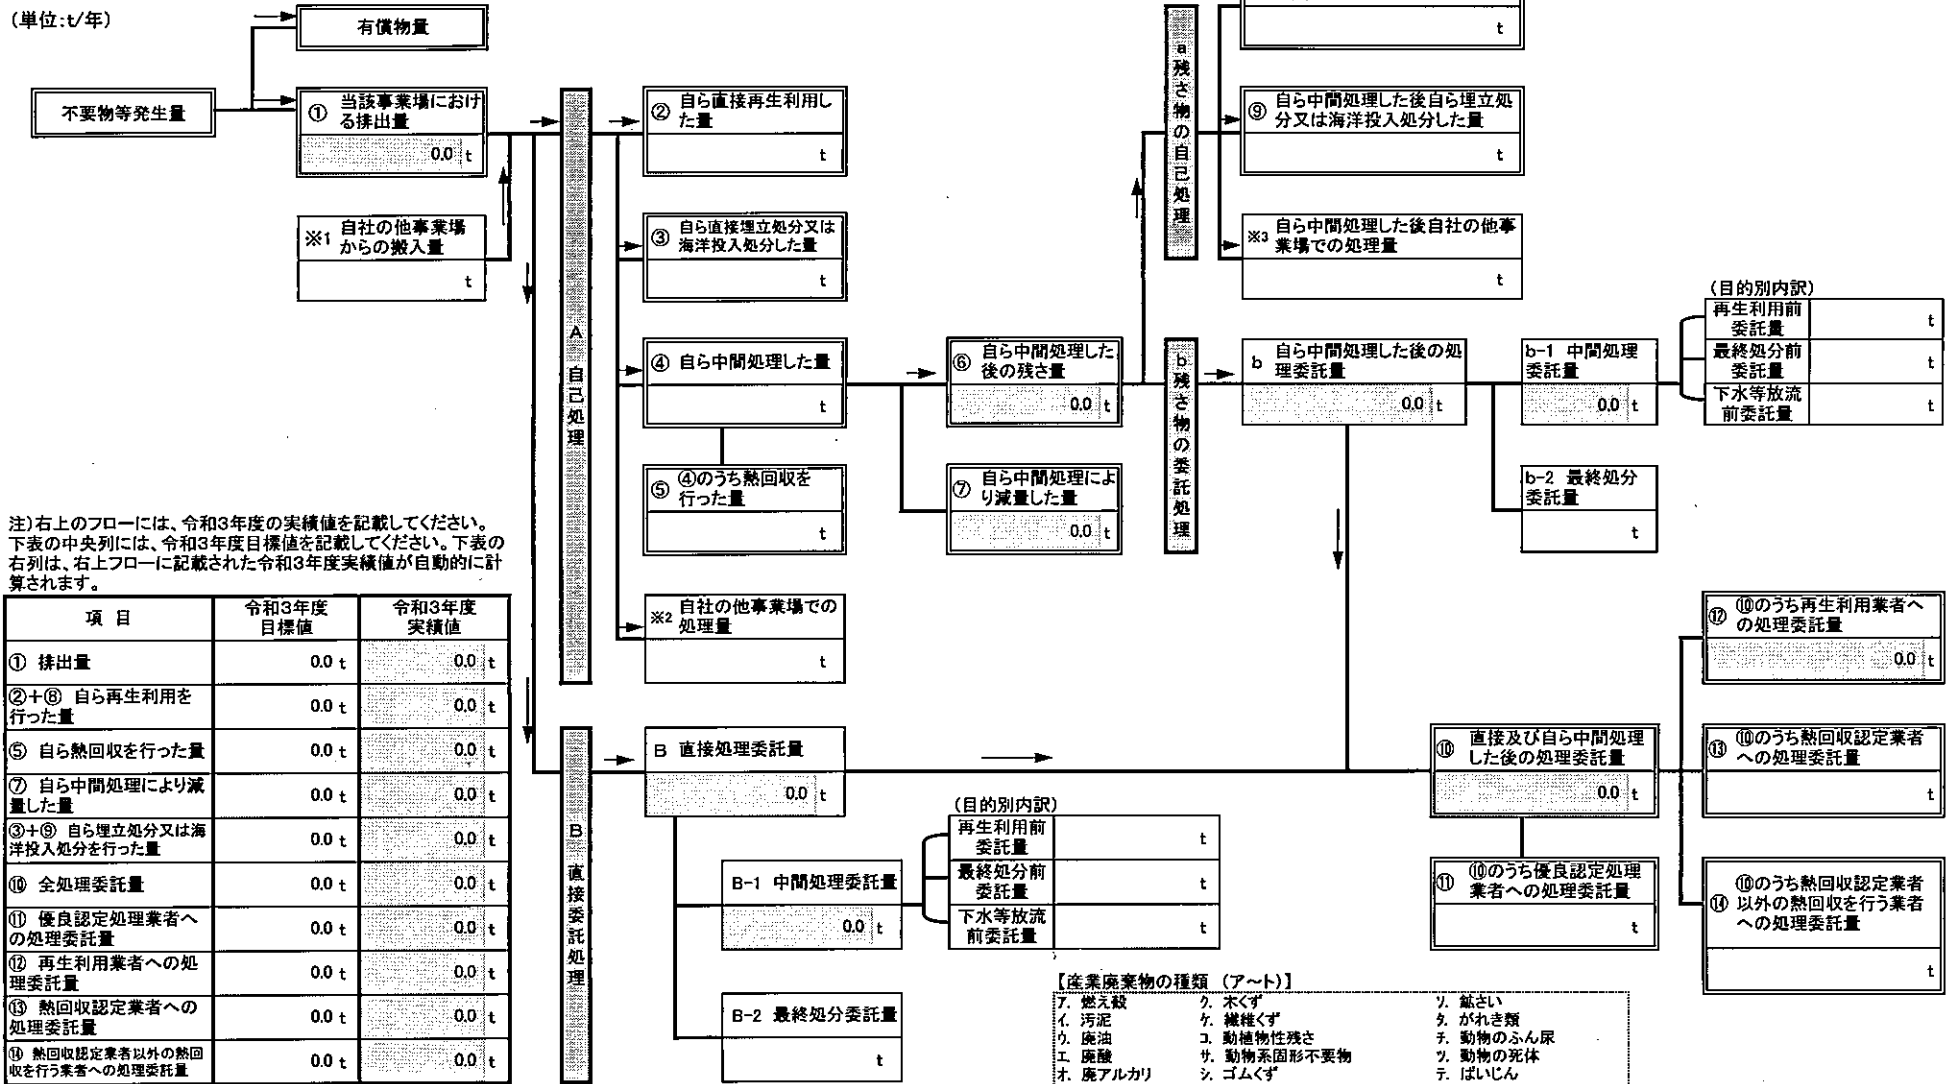 (単位:t/年)
有償物量
不要物等発生量
① 当該事業場におけ
る排出量
0.0 t
※1 自社の他事業場
からの搬入量
t
A 自己処理
② 自ら直接再生利用し
た量
t
③ 自ら直接埋立処分又は
海洋投入処分した量
t
④ 自ら中間処理した量
t
⑤ ④のうち熱回収を
行った量
t
※2 自社の他事業場での
処理量
t
⑥ 自ら中間処理した
後の残さ量
0.0 t
⑦ 自ら中間処理によ
り減量した量
0.0 t
a 残さ物の自己処理
t
⑨ 自ら中間処理した後自ら埋立処
分又は海洋投入処分した量
t
※3 自ら中間処理した後自社の他事
業場での処理量
t
b 残さ物の委託処理
b 自ら中間処理した後の処
理委託量
0.0 t
b-1 中間処理
委託量
0.0 t
(目的別内訳)
再生利用前
委託量
t
最終処分前
委託量
t
下水等放流
前委託量
t
b-2 最終処分
委託量
t
注)右上のフローには、令和3年度の実績値を記載してください。
下表の中央列には、令和3年度目標値を記載してください。下表の
右列は、右上フローに記載された令和3年度実績値が自動的に計
算されます。
項 目
令和3年度
目標値
令和3年度
実績値
① 排出量 0.0 t 0.0 t
②+⑧ 自ら再生利用を
行った量 0.0 t 0.0 t
⑤ 自ら熱回収を行った量 0.0 t 0.0 t
⑦ 自ら中間処理により減
量した量 0.0 t 0.0 t
③+⑨ 自ら埋立処分又は海
洋投入処分を行った量 0.0 t 0.0 t
⑩ 全処理委託量 0.0 t 0.0 t
⑪ 優良認定処理業者へ
の処理委託量 0.0 t 0.0 t
⑫ 再生利用業者への処
理委託量 0.0 t 0.0 t
⑬ 熱回収認定業者への
処理委託量 0.0 t 0.0 t
⑭ 熱回収認定業者以外の熱回
収を行う業者への処理委託量 0.0 t 0.0 t
B 直接委託処理
B 直接処理委託量
0.0 t
B-1 中間処理委託量
0.0 t
(目的別内訳)
再生利用前
委託量
t
最終処分前
委託量
t
下水等放流
前委託量
t
B-2 最終処分委託量
t
⑩ 直接及び自ら中間処理
した後の処理委託量
0.0 t
⑪ ⑩のうち優良認定処理
業者への処理委託量
t
⑫ ⑩のうち再生利用業者へ
の処理委託量
0.0 t
⑬ ⑩のうち熱回収認定業者
への処理委託量
t
⑭ ⑩のうち熱回収認定業者
以外の熱回収を行う業者
への処理委託量
t
【産業廃棄物の種類 (ア~ト)】
ア. 燃え殻 ク. 木くず ソ. 鉱さい
イ. 汚泥 ケ. 繊維くず タ. がれき類
ウ. 廃油 コ. 動植物性残さ チ. 動物のふん尿
エ. 廃酸 サ. 動物系固形不要物 ツ. 動物の死体
オ. 廃アルカリ シ. ゴムくず テ. ばいじん